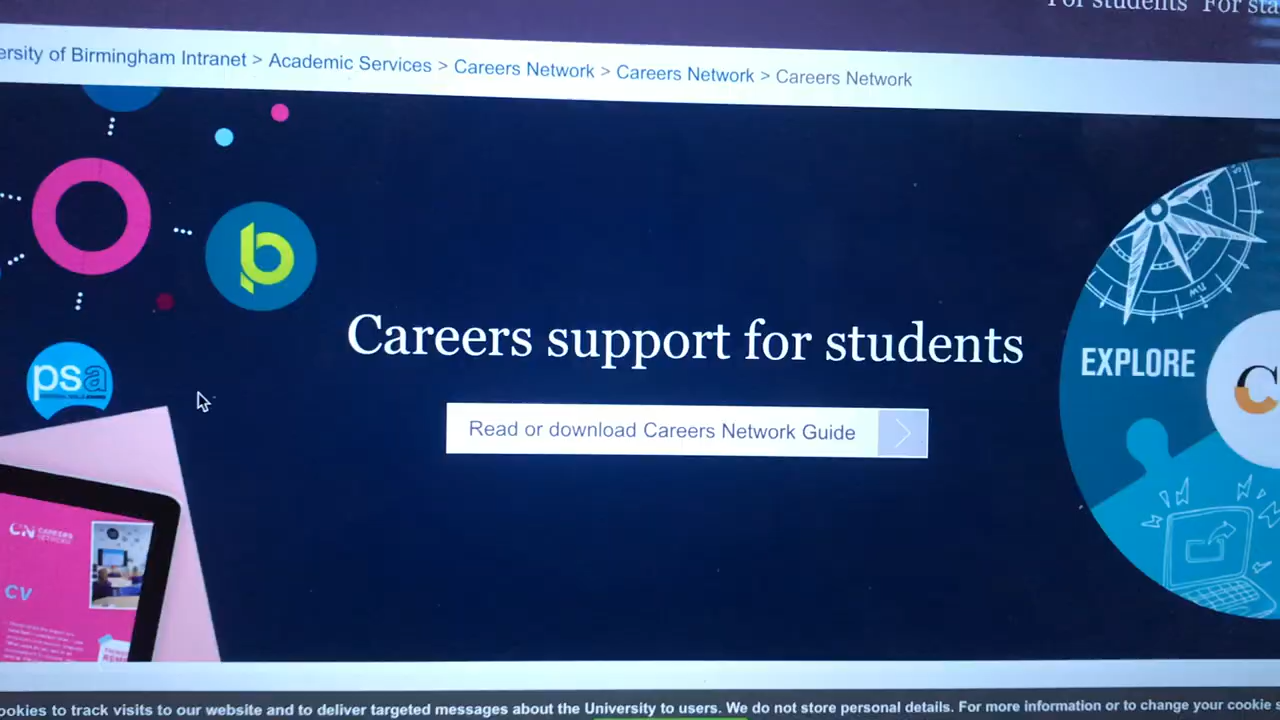 For students For sta
ersity of Birmingham Intranet > Academic Services > Careers Network > Careers Network > Careers Network
psa
Careers support for students
EXPLORE
C
Read or download Careers Network Guide
CN CAREERS NETWORK
CV
ookies to track visits to our website and to deliver targeted messages about the University to users. We do not store personal details. For more information or to change your cookie s